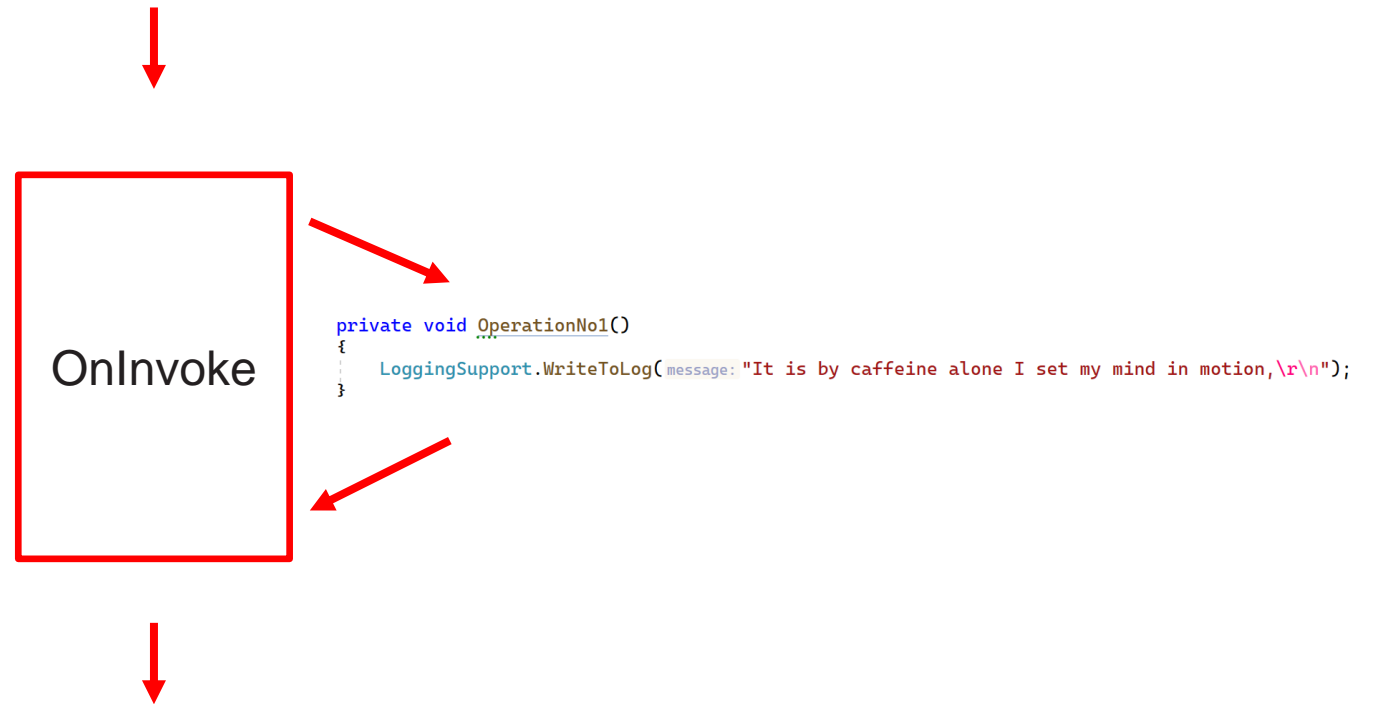 OnInvoke
private void OperationNo1()
{
LoggingSupport.WriteToLog( message: "It is by caffeine alone I set my mind in motion,\r\n");
}